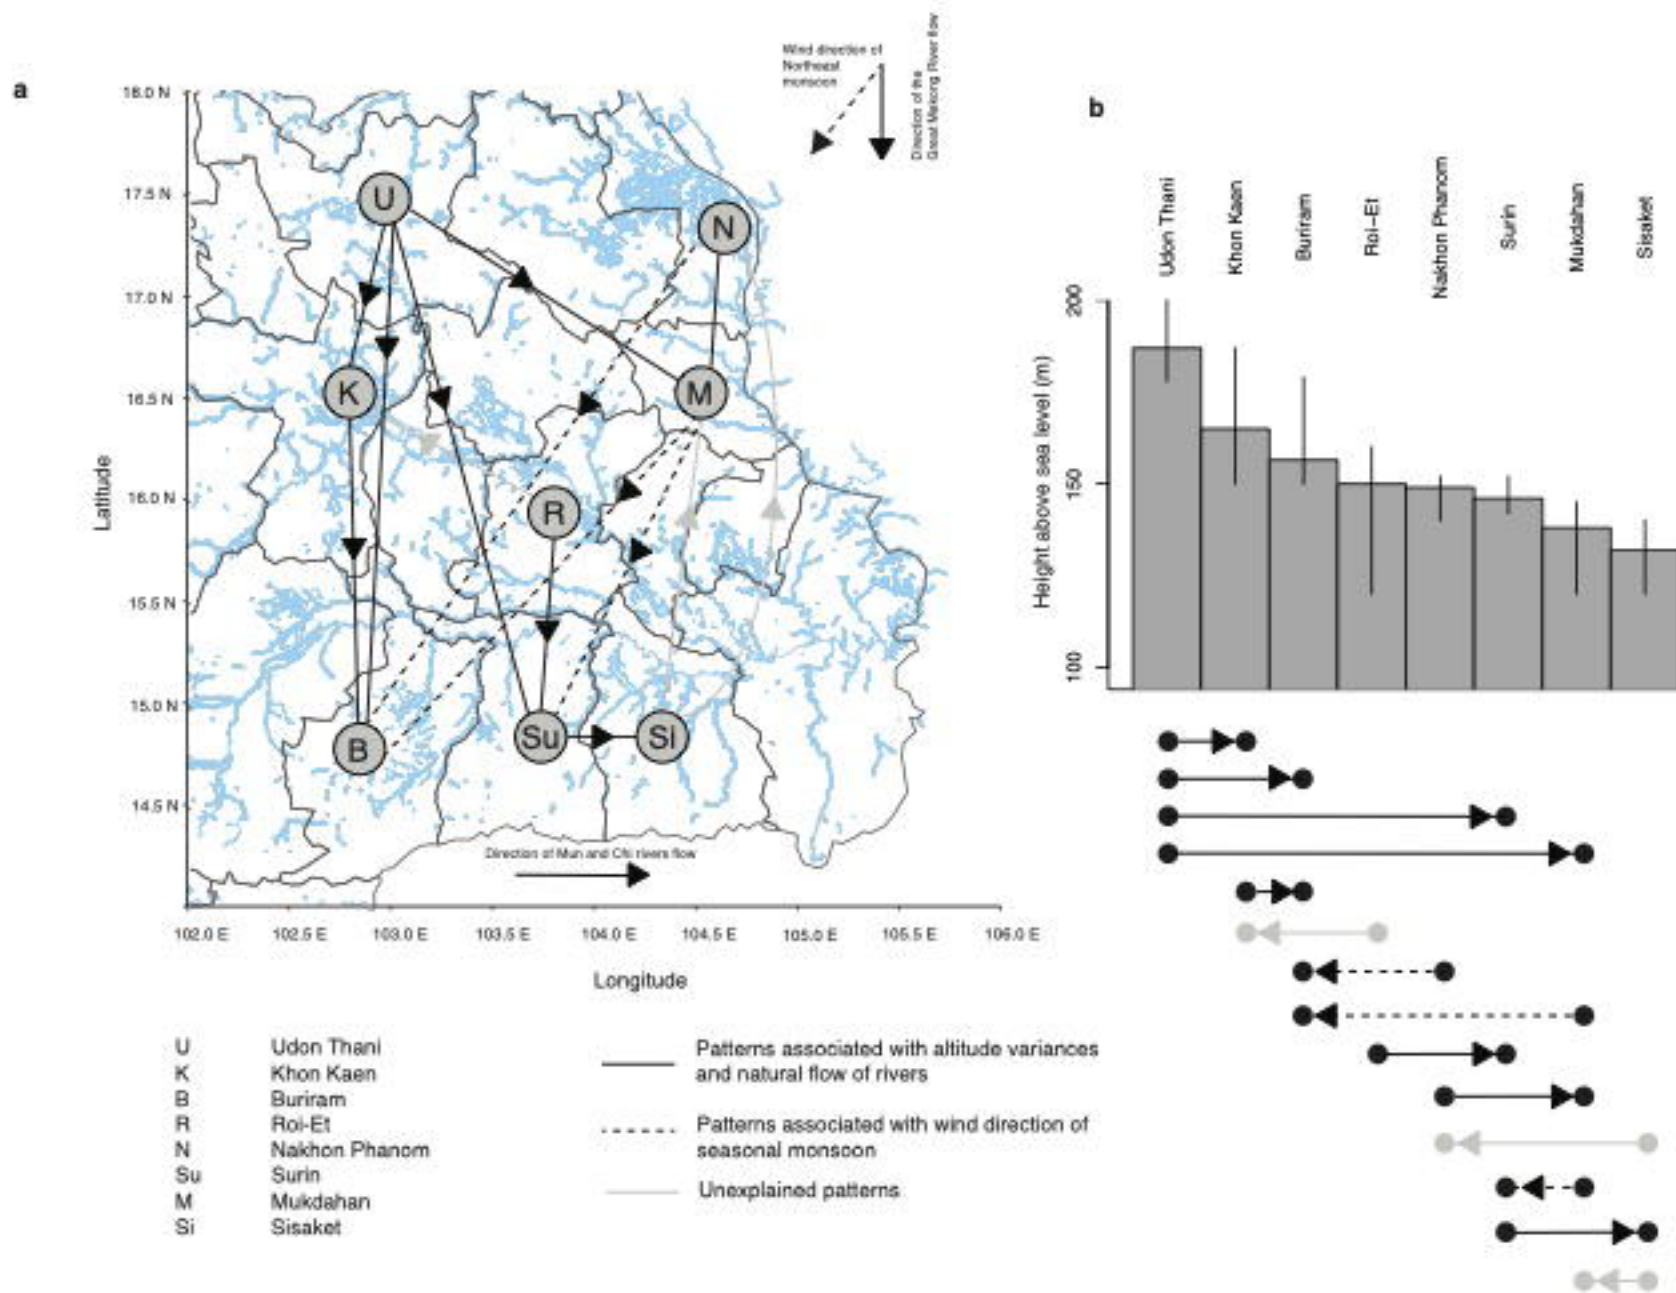 a
Wind direction of
Northeast
monsoon
Direction of the
Great Mekong River flow
18.0 N
17.5 N
17.0 N
16.5 N
16.0 N
15.5 N
15.0 N
14.5 N
Latitude
U
N
K
M
R
B
Su
Si
Direction of Mun and Chi rivers flow
102.0 E
102.5 E
103.0 E
103.5 E
104.0 E
104.5 E
105.0 E
105.5 E
106.0 E
Longitude
U Udon Thani
K Khon Kaen
B Buriram
R Roi-Et
N Nakhon Phanom
Su Surin
M Mukdahan
Si Sisaket
Patterns associated with altitude variances
and natural flow of rivers
Patterns associated with wind direction of
seasonal monsoon
Unexplained patterns
b
Udon Thani
Khon Kaen
Buriram
Roi-Et
Nakhon Phanom
Surin
Mukdahan
Sisaket
Height above sea level (m)
200
150
100